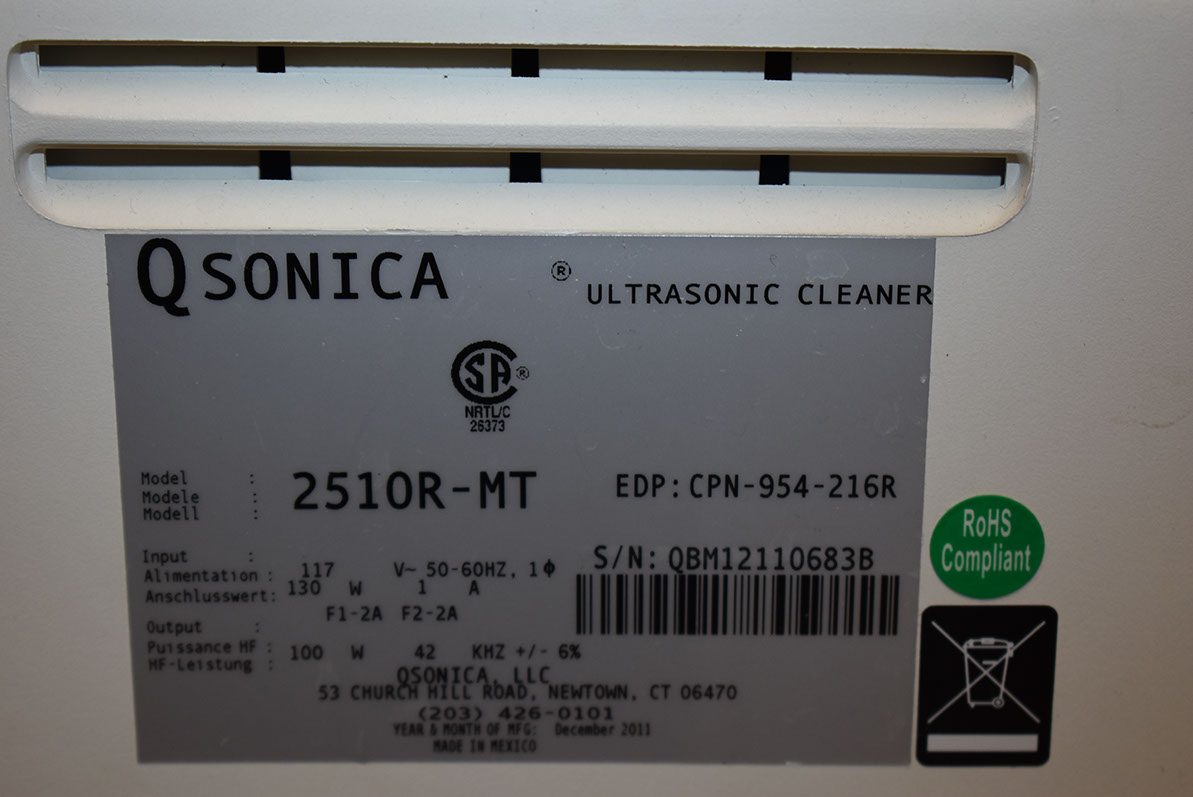 QSONICA ® ULTRASONIC CLEANER
SA ®
NRTL/C
26373
Model :
Modele :
Modell :
2510R-MT
EDP: CPN-954-216R
Input :
Alimentation :
Anschlusswert:
117 V~ 50-60HZ, 1ϕ
130 W 1 A
F1-2A F2-2A
S/N: QBM12110683B
Output :
Puissance HF :
HF-Leistung :
100 W 42 KHZ +/- 6%
QSONICA, LLC
53 CHURCH HILL ROAD, NEWTOWN, CT 06470
(203) 426-0101
YEAR & MONTH OF MFG: December 2011
MADE IN MEXICO
RoHS
Compliant